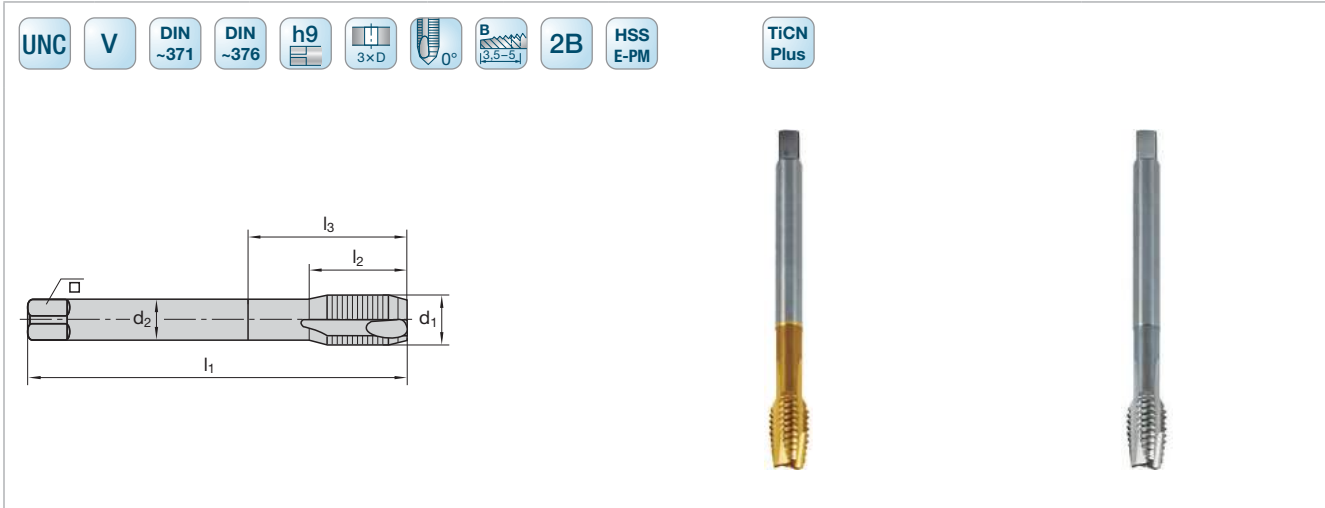 UNC
V
DIN
~371
DIN
~376
h9
3×D
0°
B
3,5–5
2B
HSS
E-PM
TiCN
Plus
l3
l2
d2
d1
l1